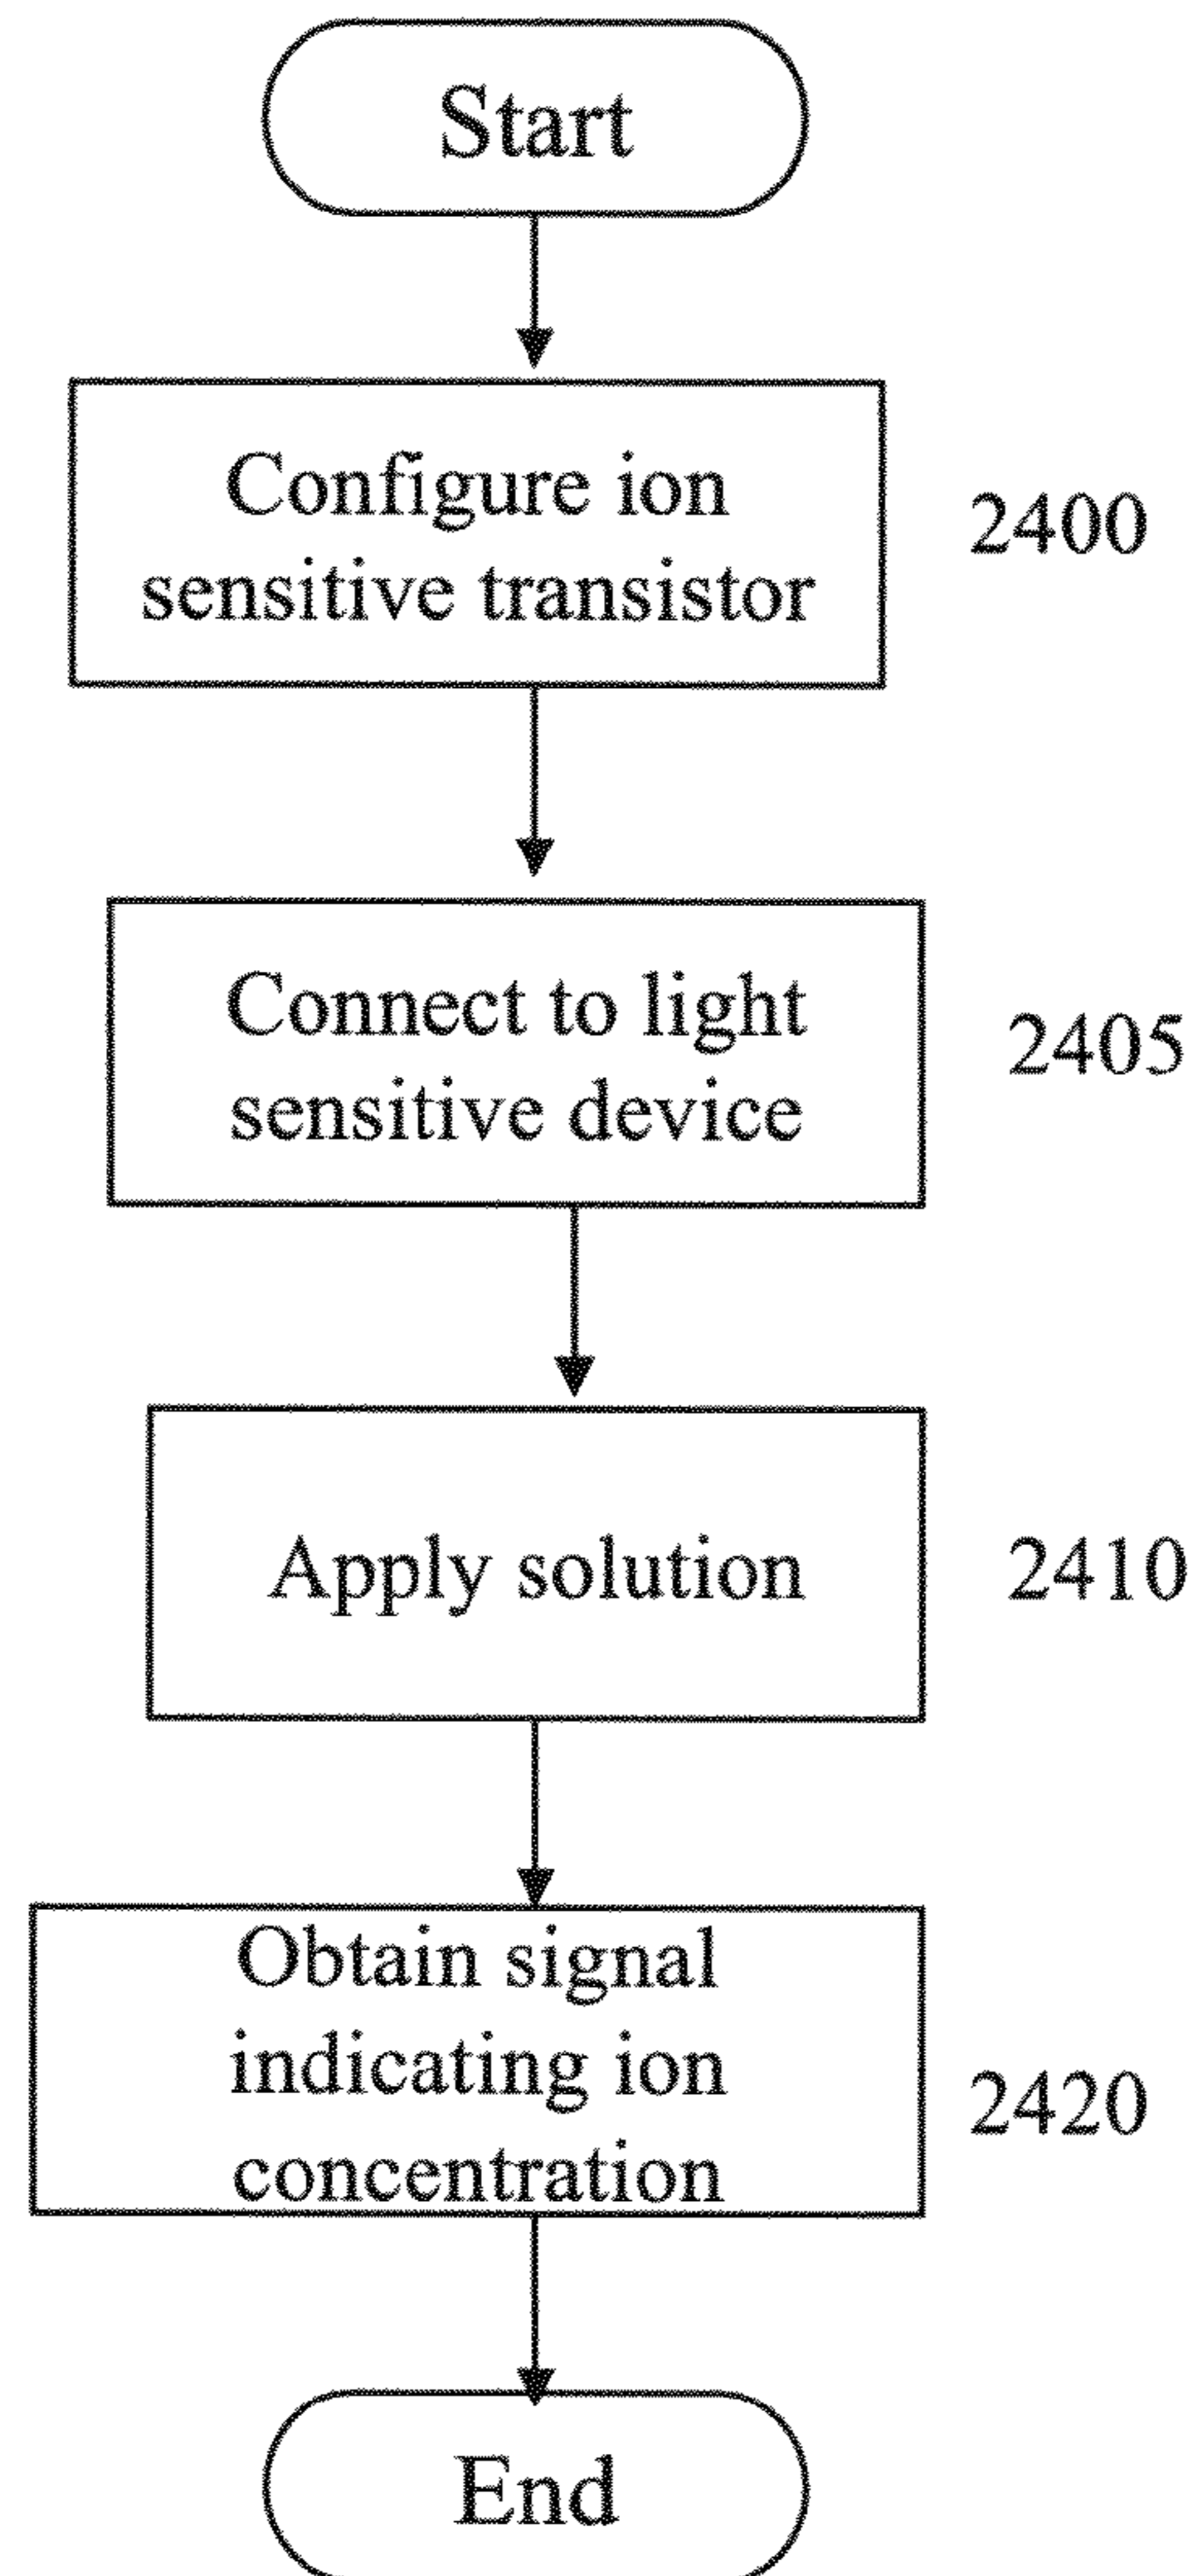 Start
Configure ion
sensitive transistor
2400
Connect to light
sensitive device
2405
Apply solution
2410
Obtain signal
indicating ion
concentration
2420
End